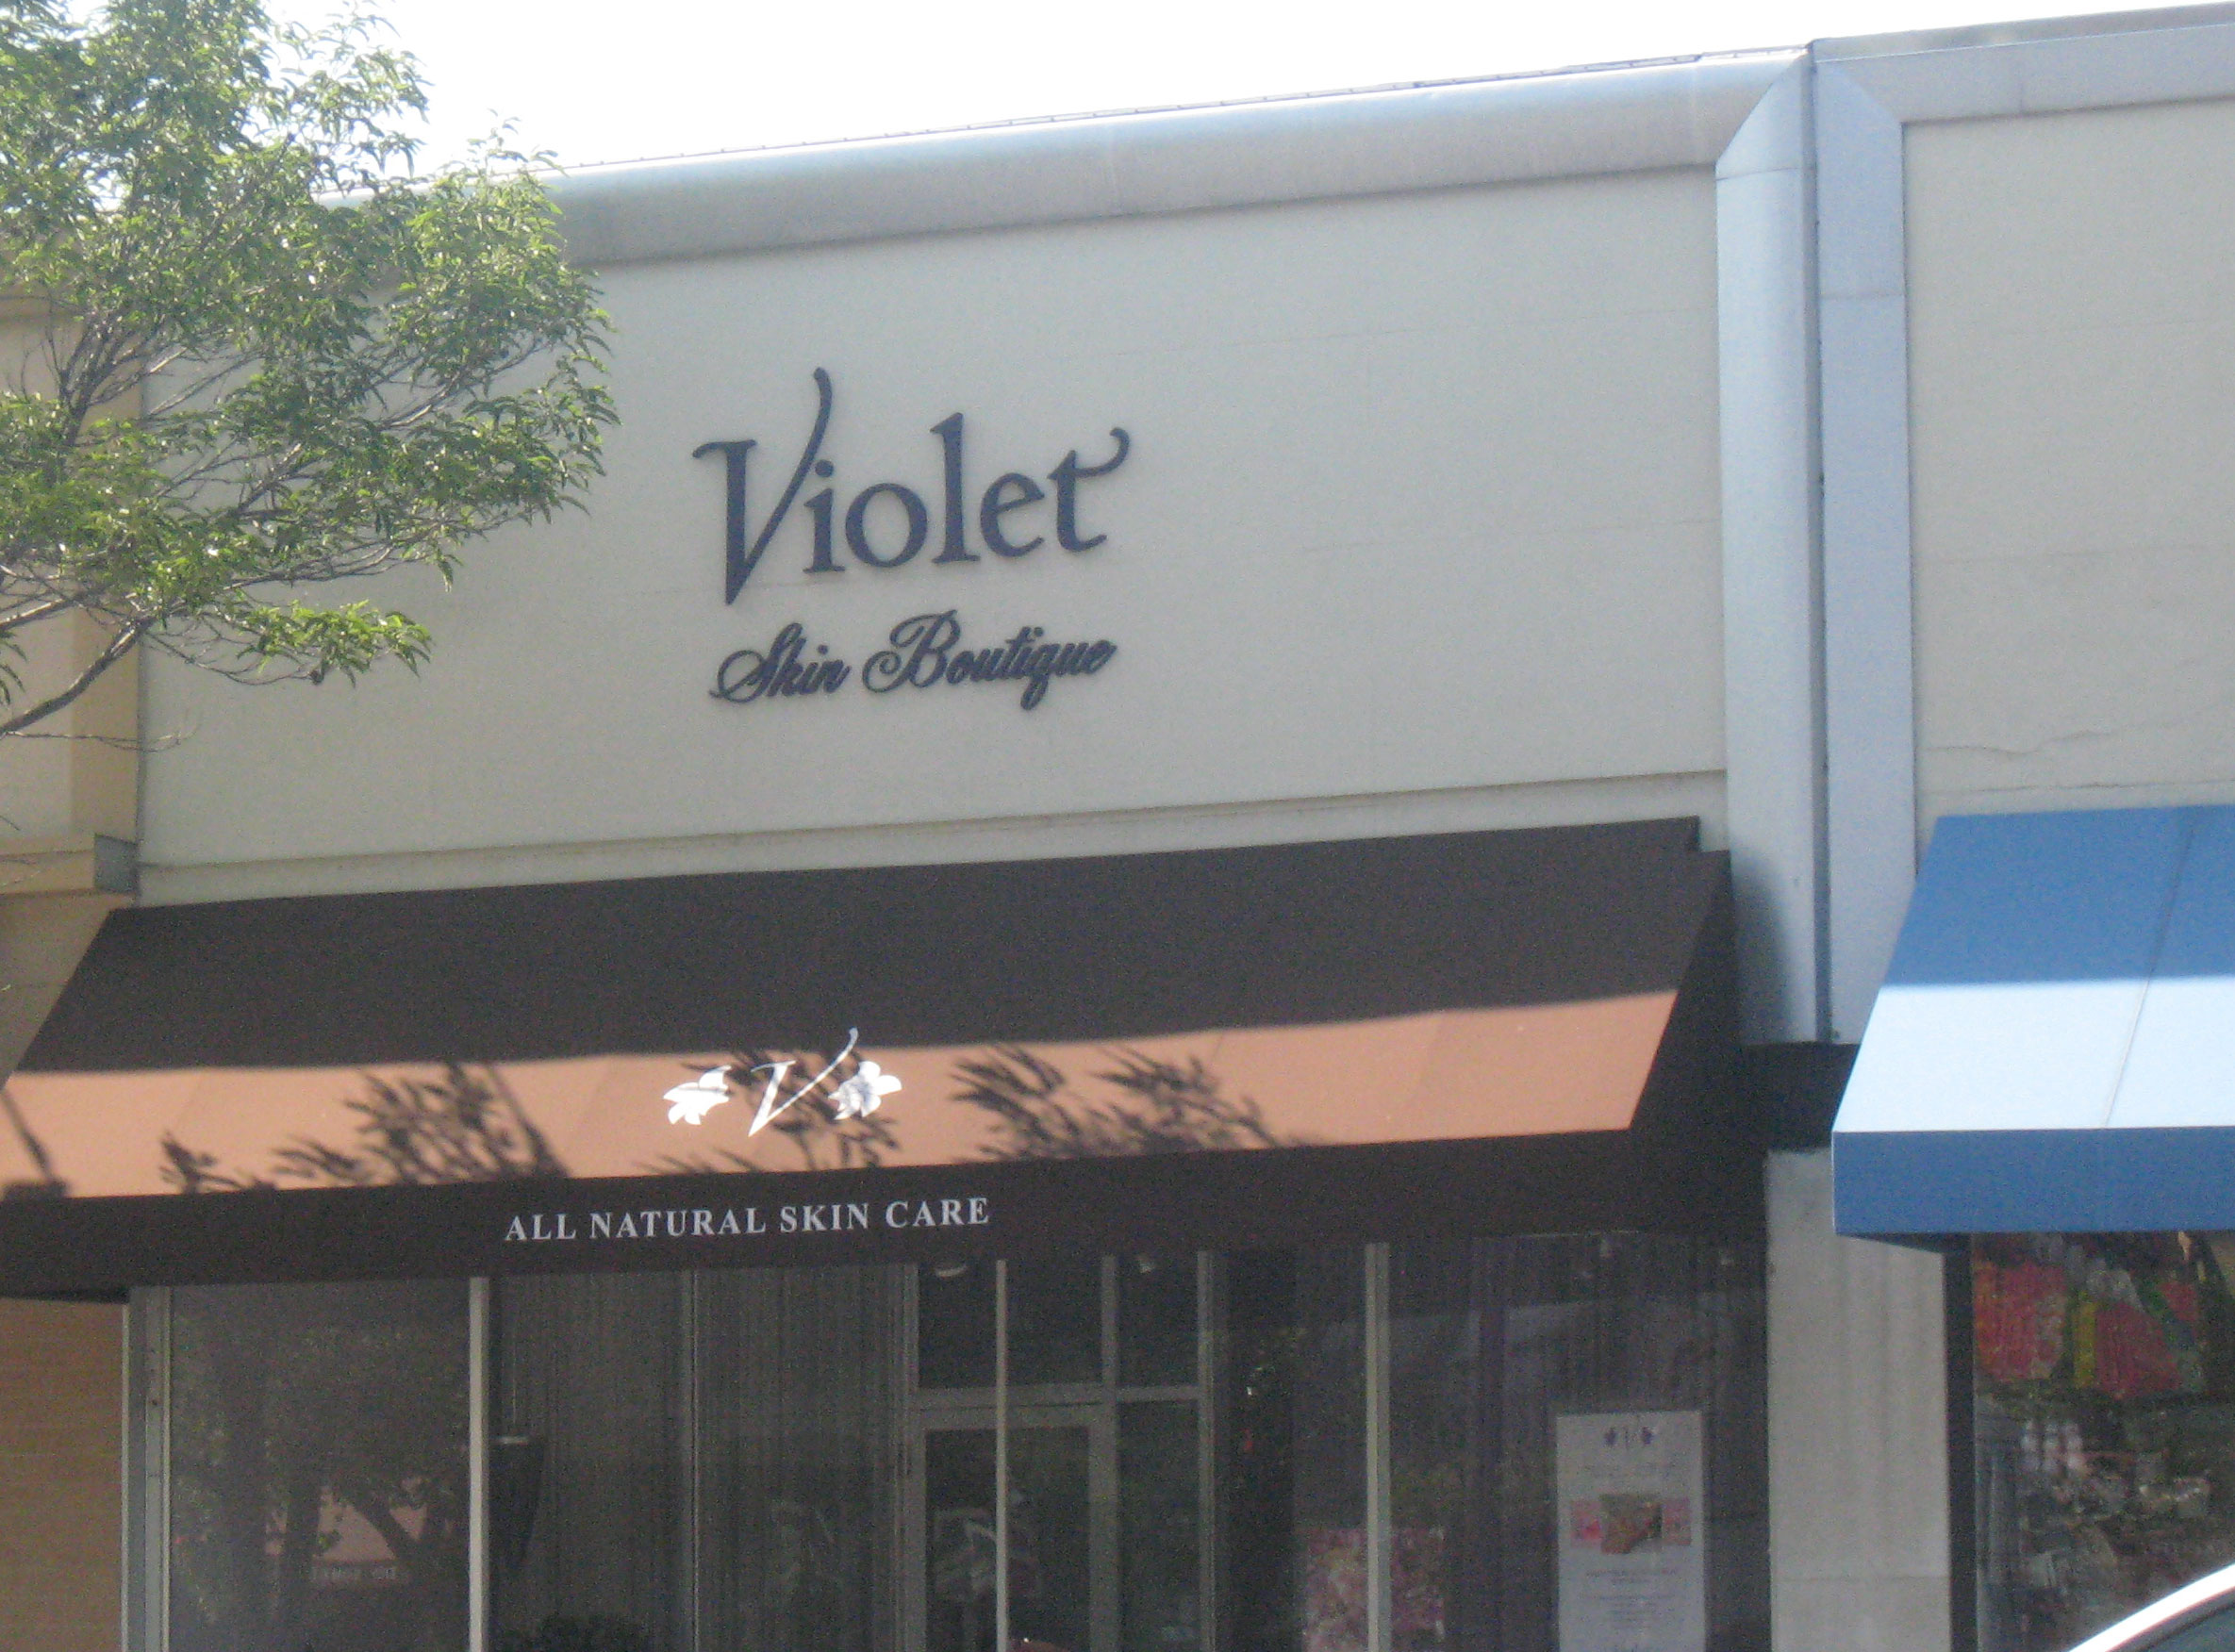 Violet
Skin Boutique
V
ALL NATURAL SKIN CARE